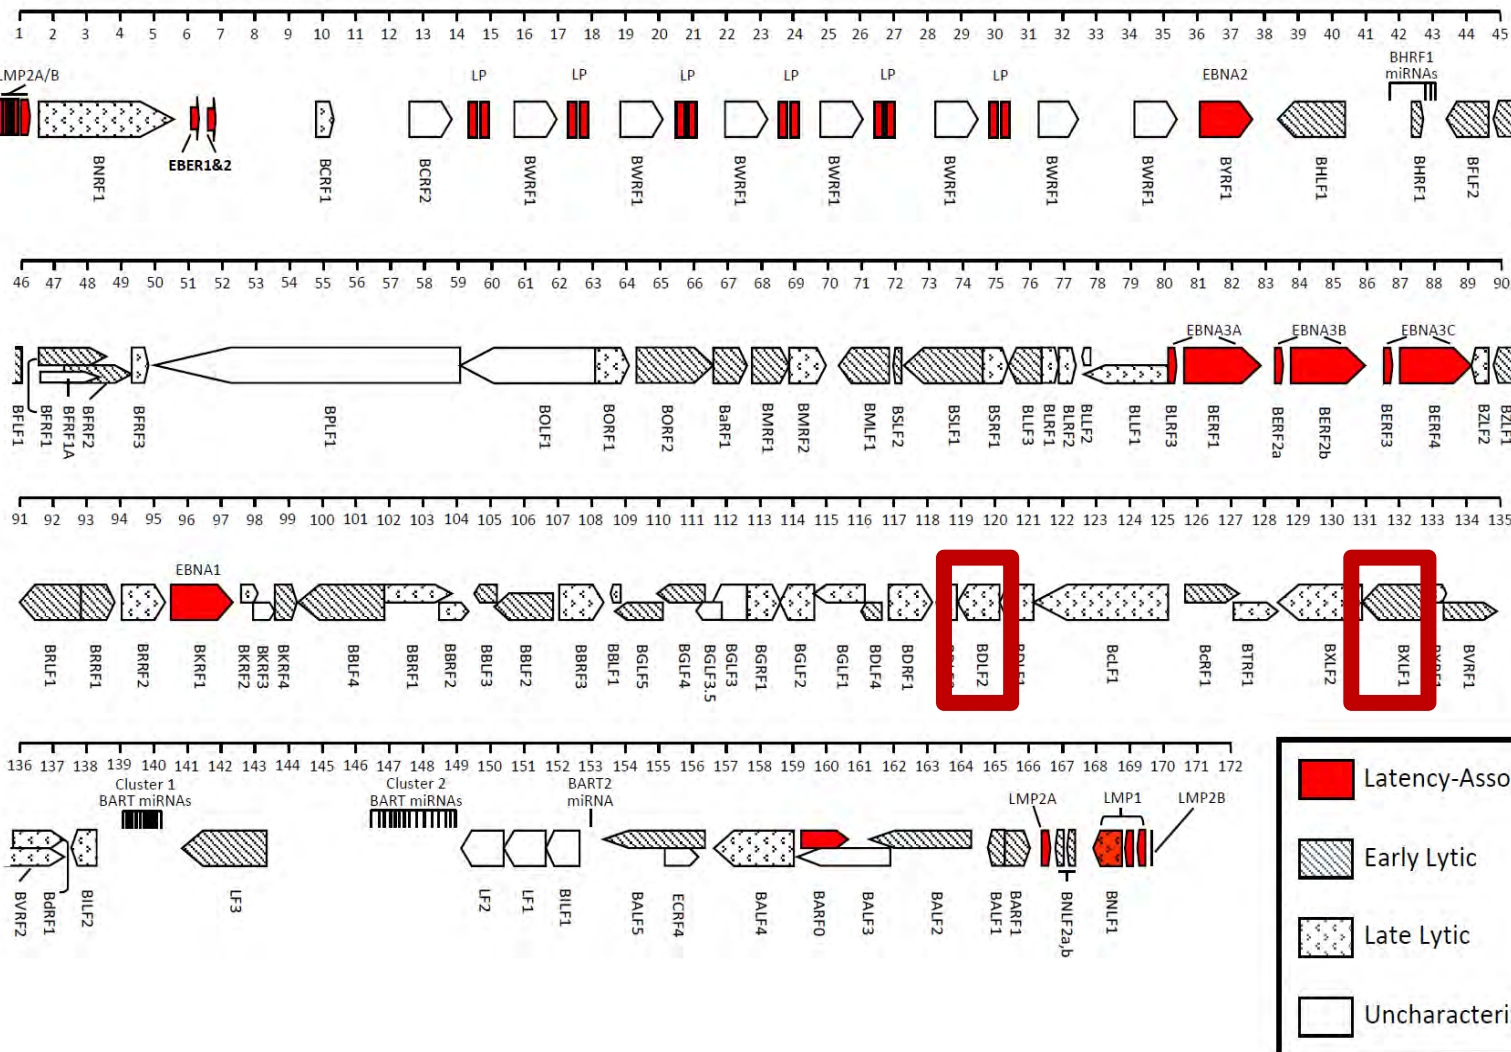 1 2 3 4 5 6 7 8 9 10 11 12 13 14 15 16 17 18 19 20 21 22 23 24 25 26 27 28 29 30 31 32 33 34 35 36 37 38 39 40 41 42 43 44 45
LMP2A/B LP LP LP LP LP LP EBNA2 BHRF1
miRNAs
EBER1&2
BNRF1 BCRF1 BCRF2 BWRF1 BWRF1 BWRF1 BWRF1 BWRF1 BWRF1 BWRF1 BYRF1 BHLF1 BHRF1 BFLF2
46 47 48 49 50 51 52 53 54 55 56 57 58 59 60 61 62 63 64 65 66 67 68 69 70 71 72 73 74 75 76 77 78 79 80 81 82 83 84 85 86 87 88 89 90
EBNA3A EBNA3B EBNA3C
BFLF1 BFRF1 BFRF1A BFRF2 BFRF3 BPLF1 BOLF1 BORF1 BORF2 BaRF1 BMRF1 BMRF2 BMLF1 BSLF2 BSLF1 BSRF1 BLLF3 BLRF1 BLRF2 BLLF2 BLLF1 BLRF3 BERF1 BERF2a BERF2b BERF3 BERF4 BZLF2 BZLF1
91 92 93 94 95 96 97 98 99 100 101 102 103 104 105 106 107 108 109 110 111 112 113 114 115 116 117 118 119 120 121 122 123 124 125 126 127 128 129 130 131 132 133 134 135
EBNA1
BRLF1 BRRF1 BRRF2 BKRF1 BKRF2 BKRF3 BKRF4 BBLF4 BBRF1 BBRF2 BBLF3 BBLF2 BBRF3 BBLF1 BGLF5 BGLF4 BGLF3.5 BGLF3 BGRF1 BGLF2 BGLF1 BDLF4 BDRF1 BDLF2 BDLF1 BcLF1 BcRF1 BTRF1 BXLF2 BXLF1 BXRF1 BVRF1
136 137 138 139 140 141 142 143 144 145 146 147 148 149 150 151 152 153 154 155 156 157 158 159 160 161 162 163 164 165 166 167 168 169 170 171 172
Cluster 1 Cluster 2 BART2
BART miRNAs BART miRNAs miRNA
LMP2A LMP1 LMP2B
BVRF2 BdRF1 BILF2 LF3 LF2 LF1 BILF1 BALF5 ECRF4 BALF4 BARF0 BALF3 BALF2 BALF1 BARF1 BNLF2a,b BNLF1
Latency-Asso
Early Lytic
Late Lytic
Uncharacteri